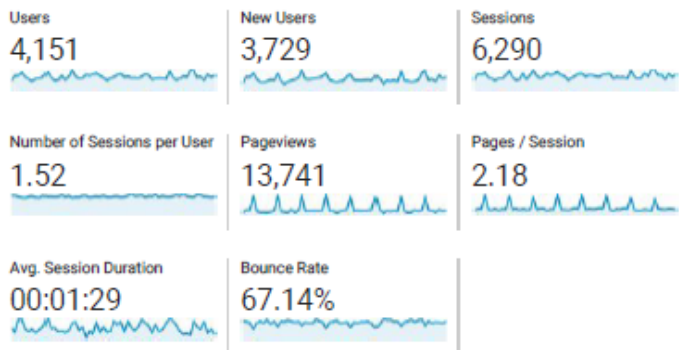 Users
4,151
New Users
3,729
Sessions
6,290
Number of Sessions per User
1.52
Pageviews
13,741
Pages / Session
2.18
Avg. Session Duration
00:01:29
Bounce Rate
67.14%